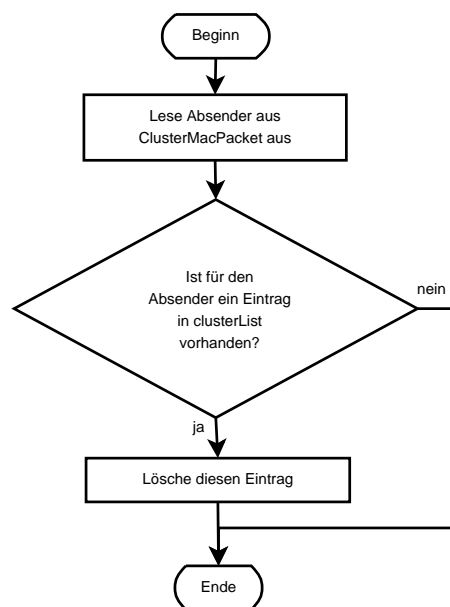 Beginn
Lese Absender aus
ClusterMacPacket aus
Ist für den
Absender ein Eintrag
in clusterList
vorhanden?
nein
ja
Lösche diesen Eintrag
Ende